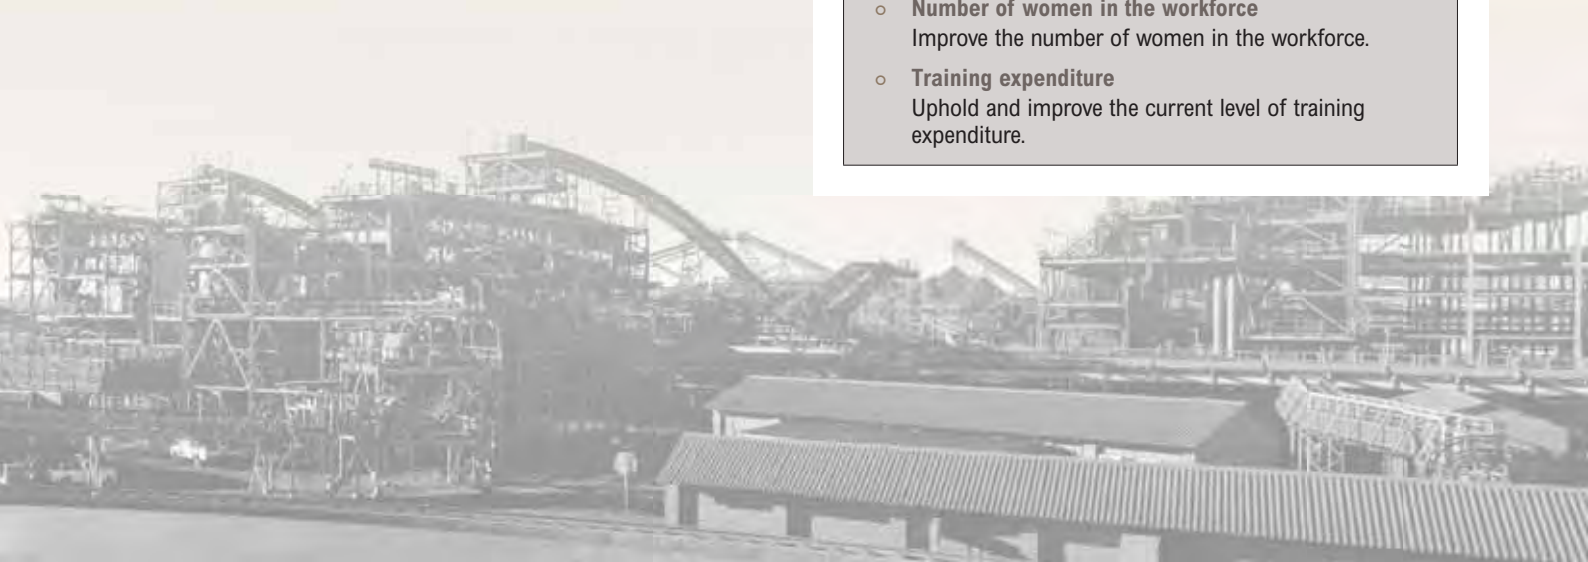 Number of women in the workforce
Improve the number of women in the workforce.
Training expenditure
Uphold and improve the current level of training
expenditure.